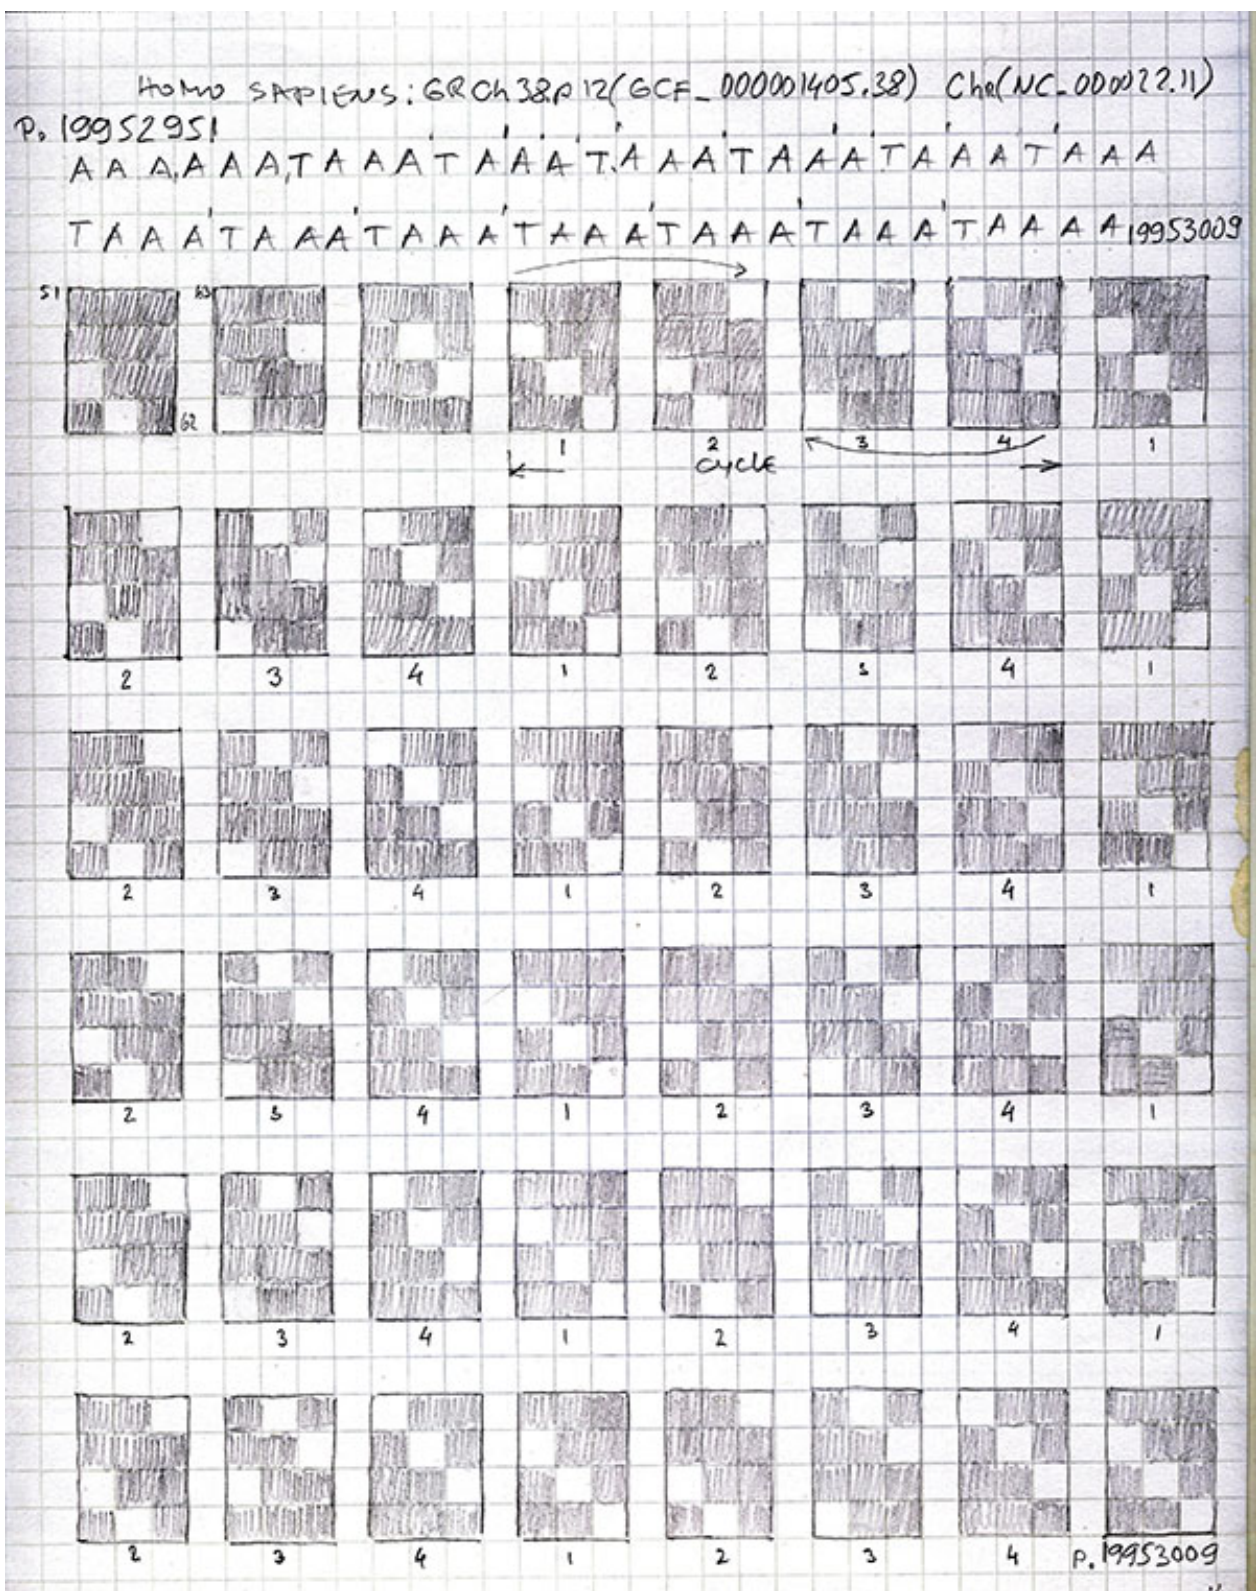 HOMO SAPIENS: GRCh38.p12(GCF_000001405.38) Chr(NC_000022.11)
P. 19952951
A A A A A A T A A A T A A A T A A A T A A A T A A A T A A A
T A A A T A A A T A A A T A A A T A A A T A A A T A A A A 19953009
51 63
62
1 2 3 4 1
cycle
2 3 4 1 2 3 4 1
2 3 4 1 2 3 4 1
2 3 4 1 2 3 4 1
2 3 4 1 2 3 4 1
2 3 4 1 2 3 4 P. 19953009